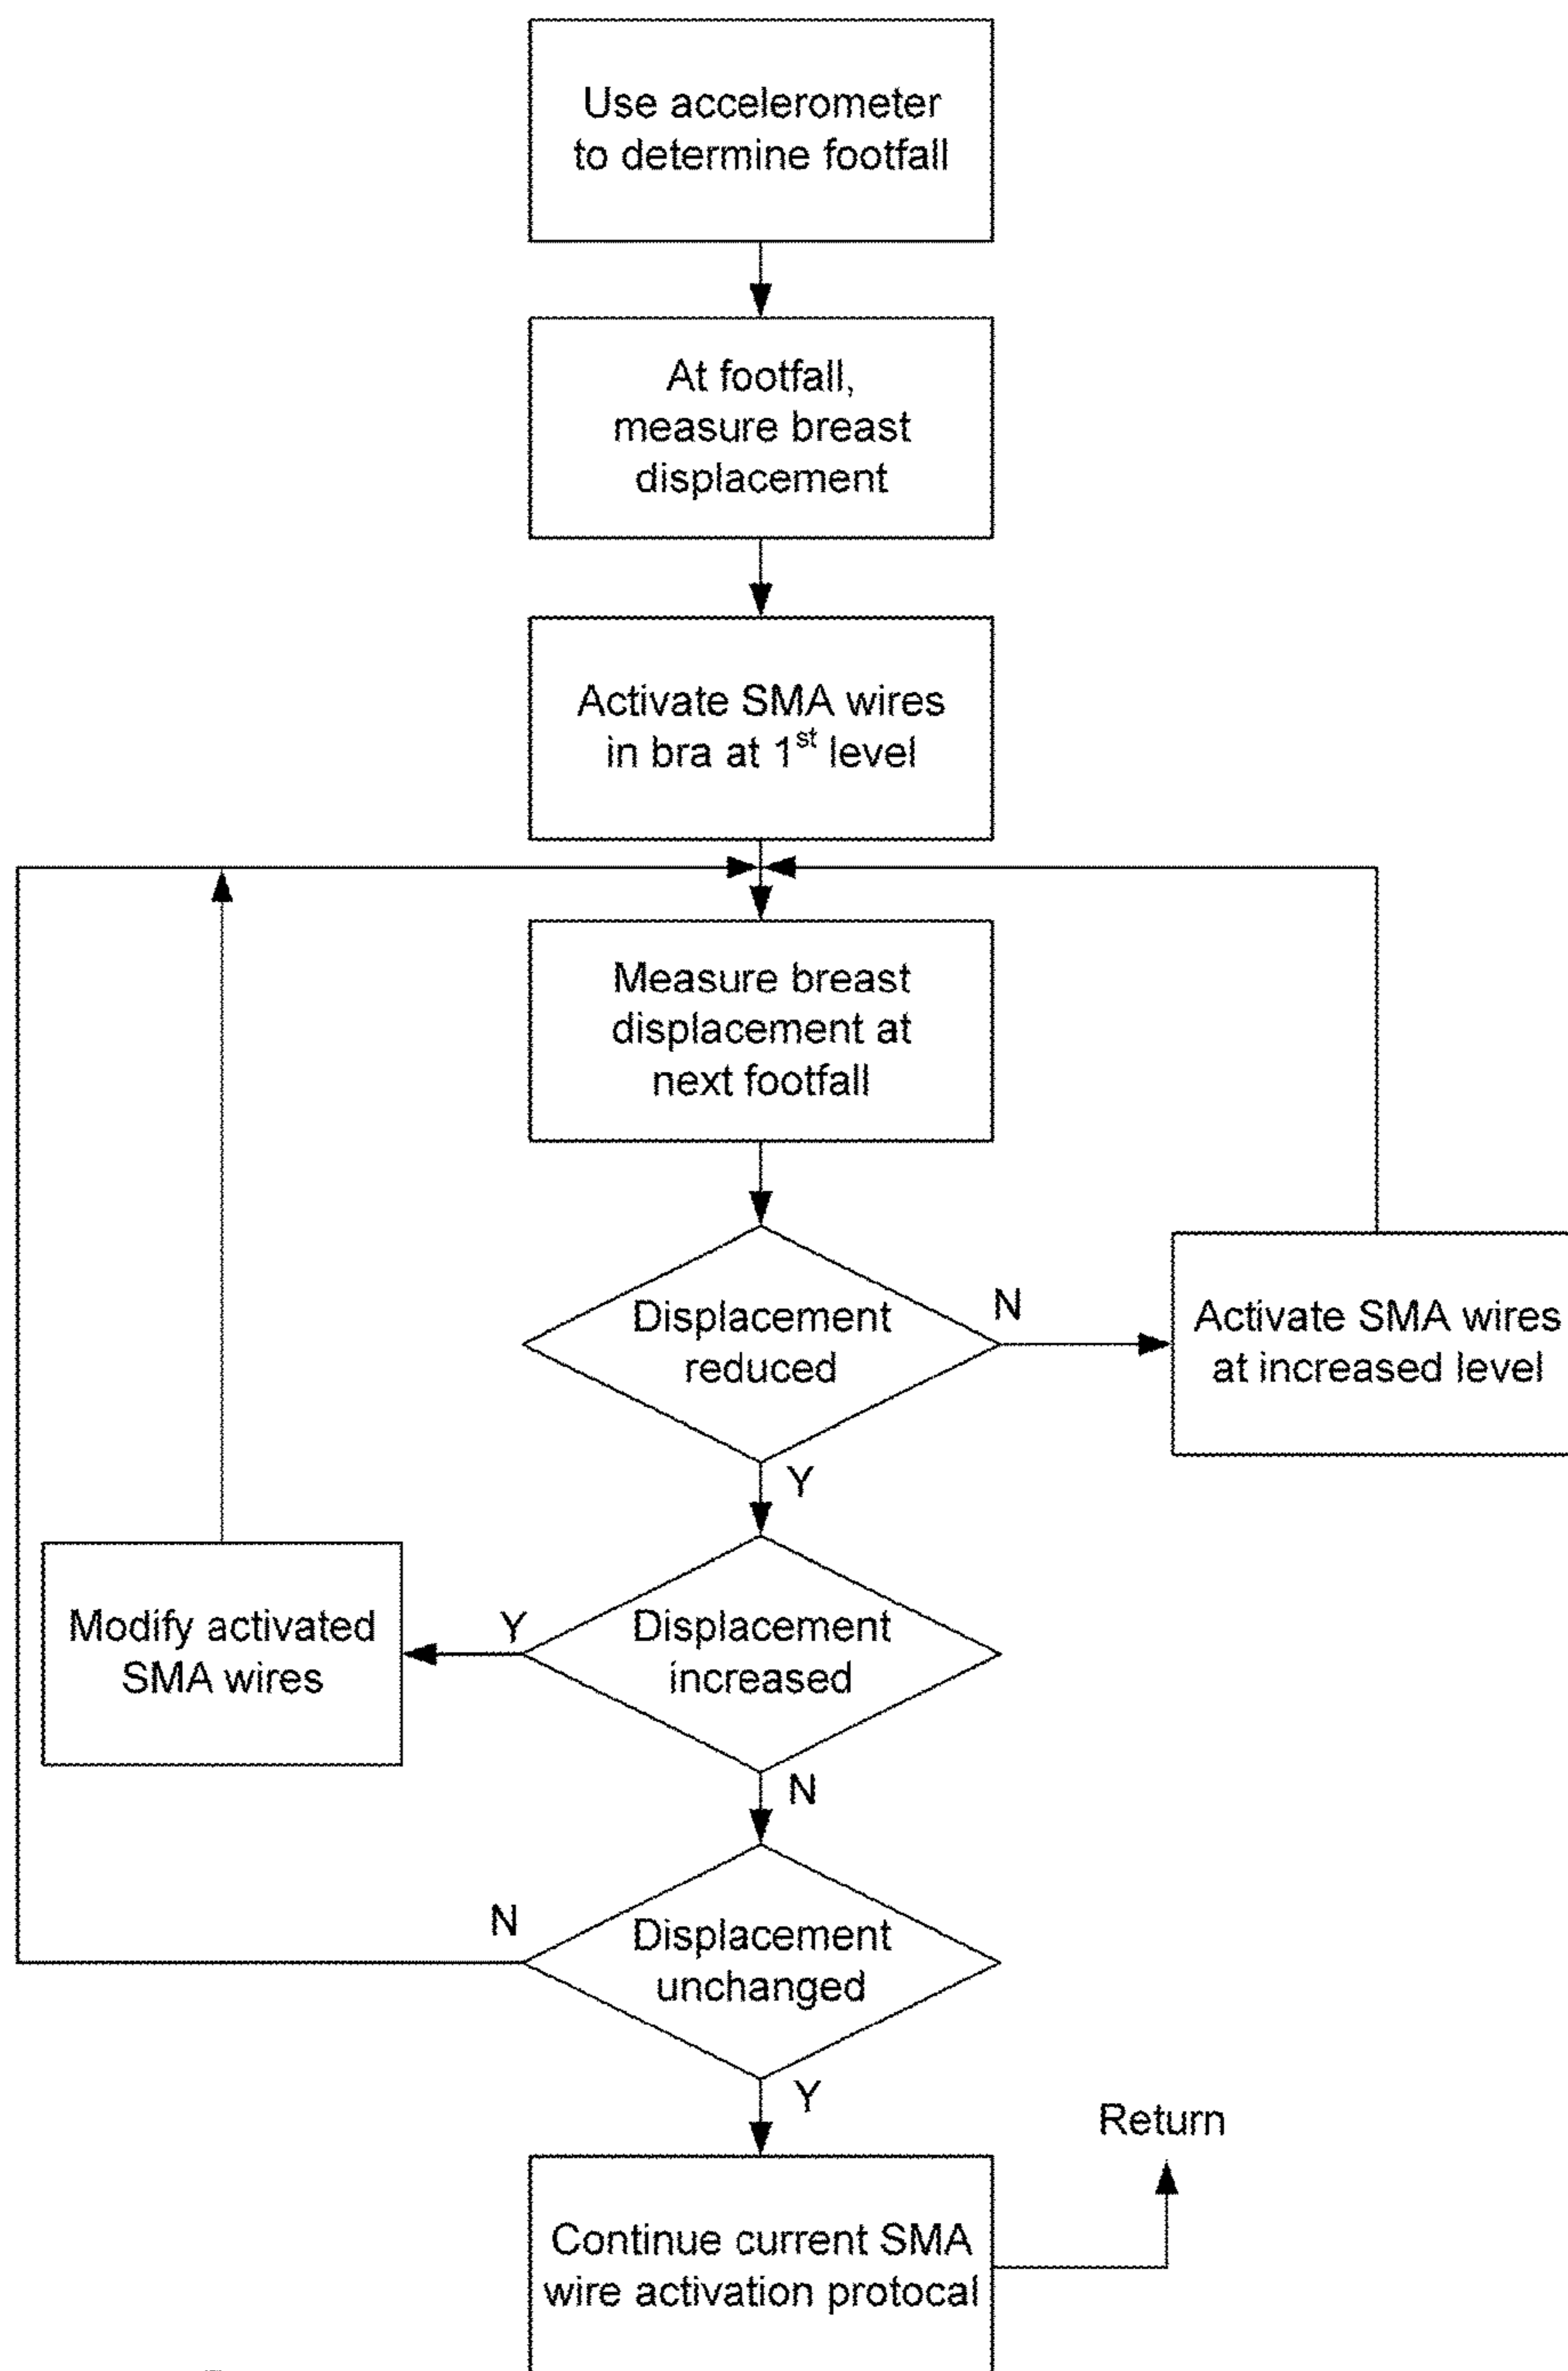 Use accelerometer
to determine footfall
At footfall,
measure breast
displacement
Activate SMA wires
in bra at 1st level
Measure breast
displacement at
next footfall
Displacement
reduced
N
Activate SMA wires
at increased level
Y
Displacement
increased
Y
Modify activated
SMA wires
N
Displacement
unchanged
N
Y
Return
Continue current SMA
wire activation protocal